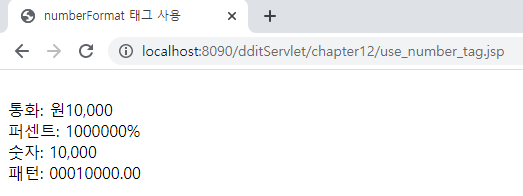 numberFormat 태그 사용
localhost:8090/dditServlet/chapter12/use_number_tag.jsp
통화: 원10,000
퍼센트: 1000000%
숫자: 10,000
패턴: 00010000.00